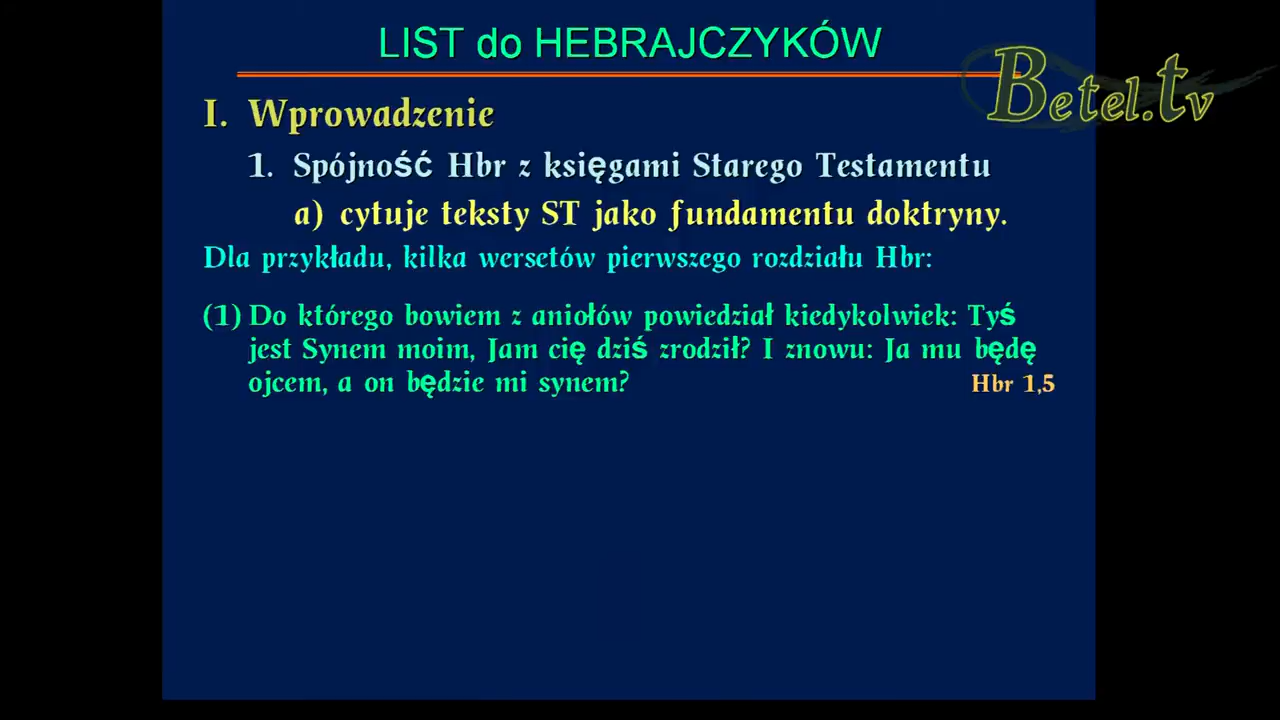 LIST do HEBRAJCZYKÓW
Betel.tv
I. Wprowadzenie
1. Spójność Hbr z księgami Starego Testamentu
a) cytuje teksty ST jako fundamentu doktryny.
Dla przykładu, kilka wersetów pierwszego rozdziału Hbr:
(1) Do którego bowiem z aniołów powiedział kiedykolwiek: Tyś
jest Synem moim, Jam cię dziś zrodził? I znowu: Ja mu będę
ojcem, a on będzie mi synem? Hbr 1,5